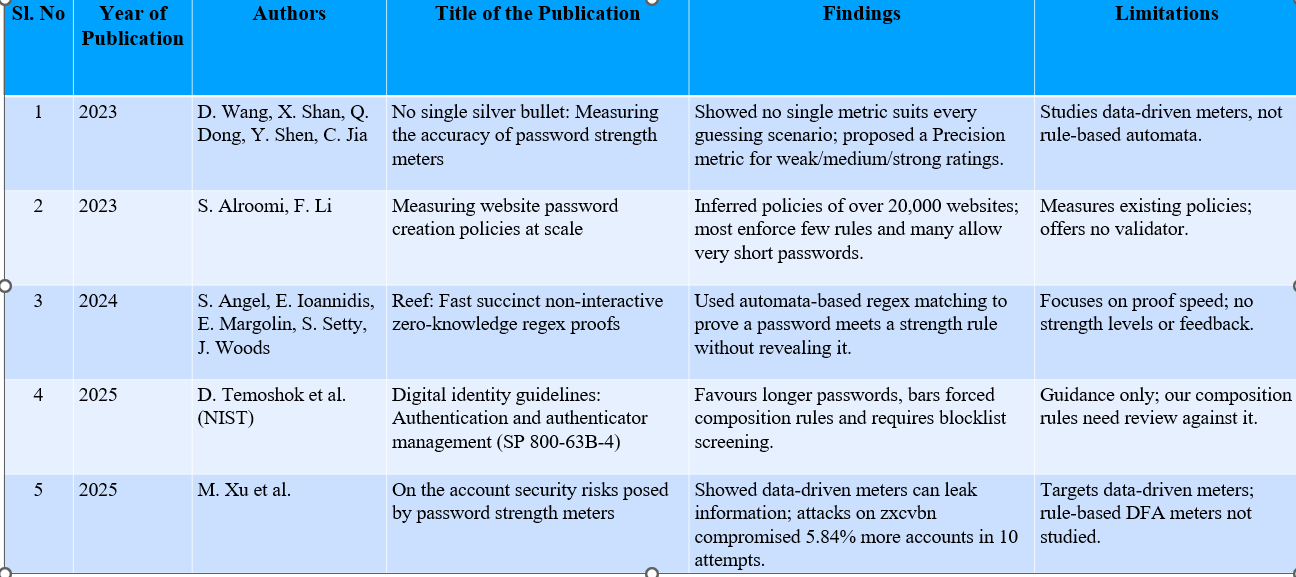 Sl. No
Year of
Publication
Authors
Title of the Publication
Findings
Limitations
1
2023
D. Wang, X. Shan, Q.
Dong, Y. Shen, C. Jia
No single silver bullet: Measuring
the accuracy of password strength
meters
Showed no single metric suits every
guessing scenario; proposed a Precision
metric for weak/medium/strong ratings.
Studies data-driven meters, not
rule-based automata.
2
2023
S. Alroomi, F. Li
Measuring website password
creation policies at scale
Inferred policies of over 20,000 websites;
most enforce few rules and many allow
very short passwords.
Measures existing policies;
offers no validator.
3
2024
S. Angel, E. Ioannidis,
E. Margolin, S. Setty,
J. Woods
Reef: Fast succinct non-interactive
zero-knowledge regex proofs
Used automata-based regex matching to
prove a password meets a strength rule
without revealing it.
Focuses on proof speed; no
strength levels or feedback.
4
2025
D. Temoshok et al.
(NIST)
Digital identity guidelines:
Authentication and authenticator
management (SP 800-63B-4)
Favours longer passwords, bars forced
composition rules and requires blocklist
screening.
Guidance only; our composition
rules need review against it.
5
2025
M. Xu et al.
On the account security risks posed
by password strength meters
Showed data-driven meters can leak
information; attacks on zxcvbn
compromised 5.84% more accounts in 10
attempts.
Targets data-driven meters;
rule-based DFA meters not
studied.